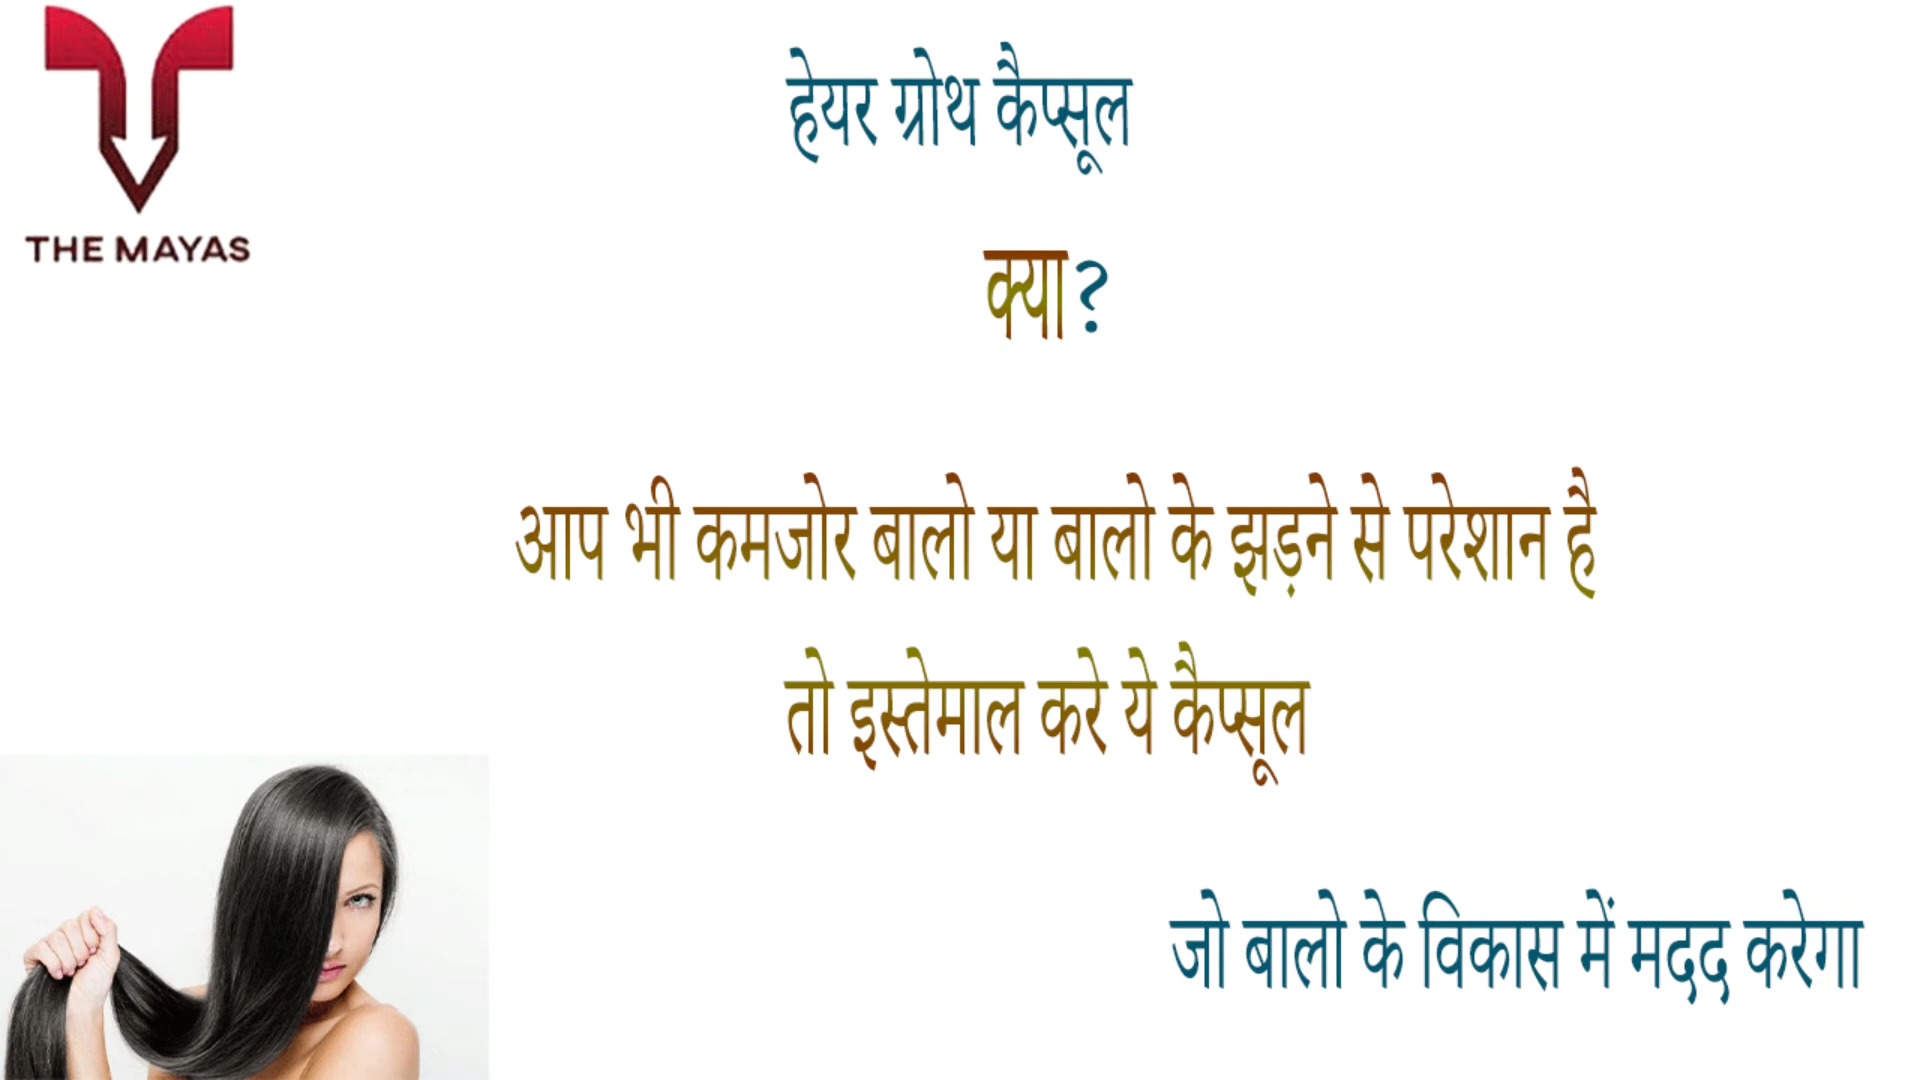 THE MAYAS
हेयर ग्रोथ कैप्सूल
क्या?
आप भी कमजोर बालो या बालो के झड़ने से परेशान है
तो इस्तेमाल करे ये कैप्सूल
जो बालो के विकास में मदद करेगा